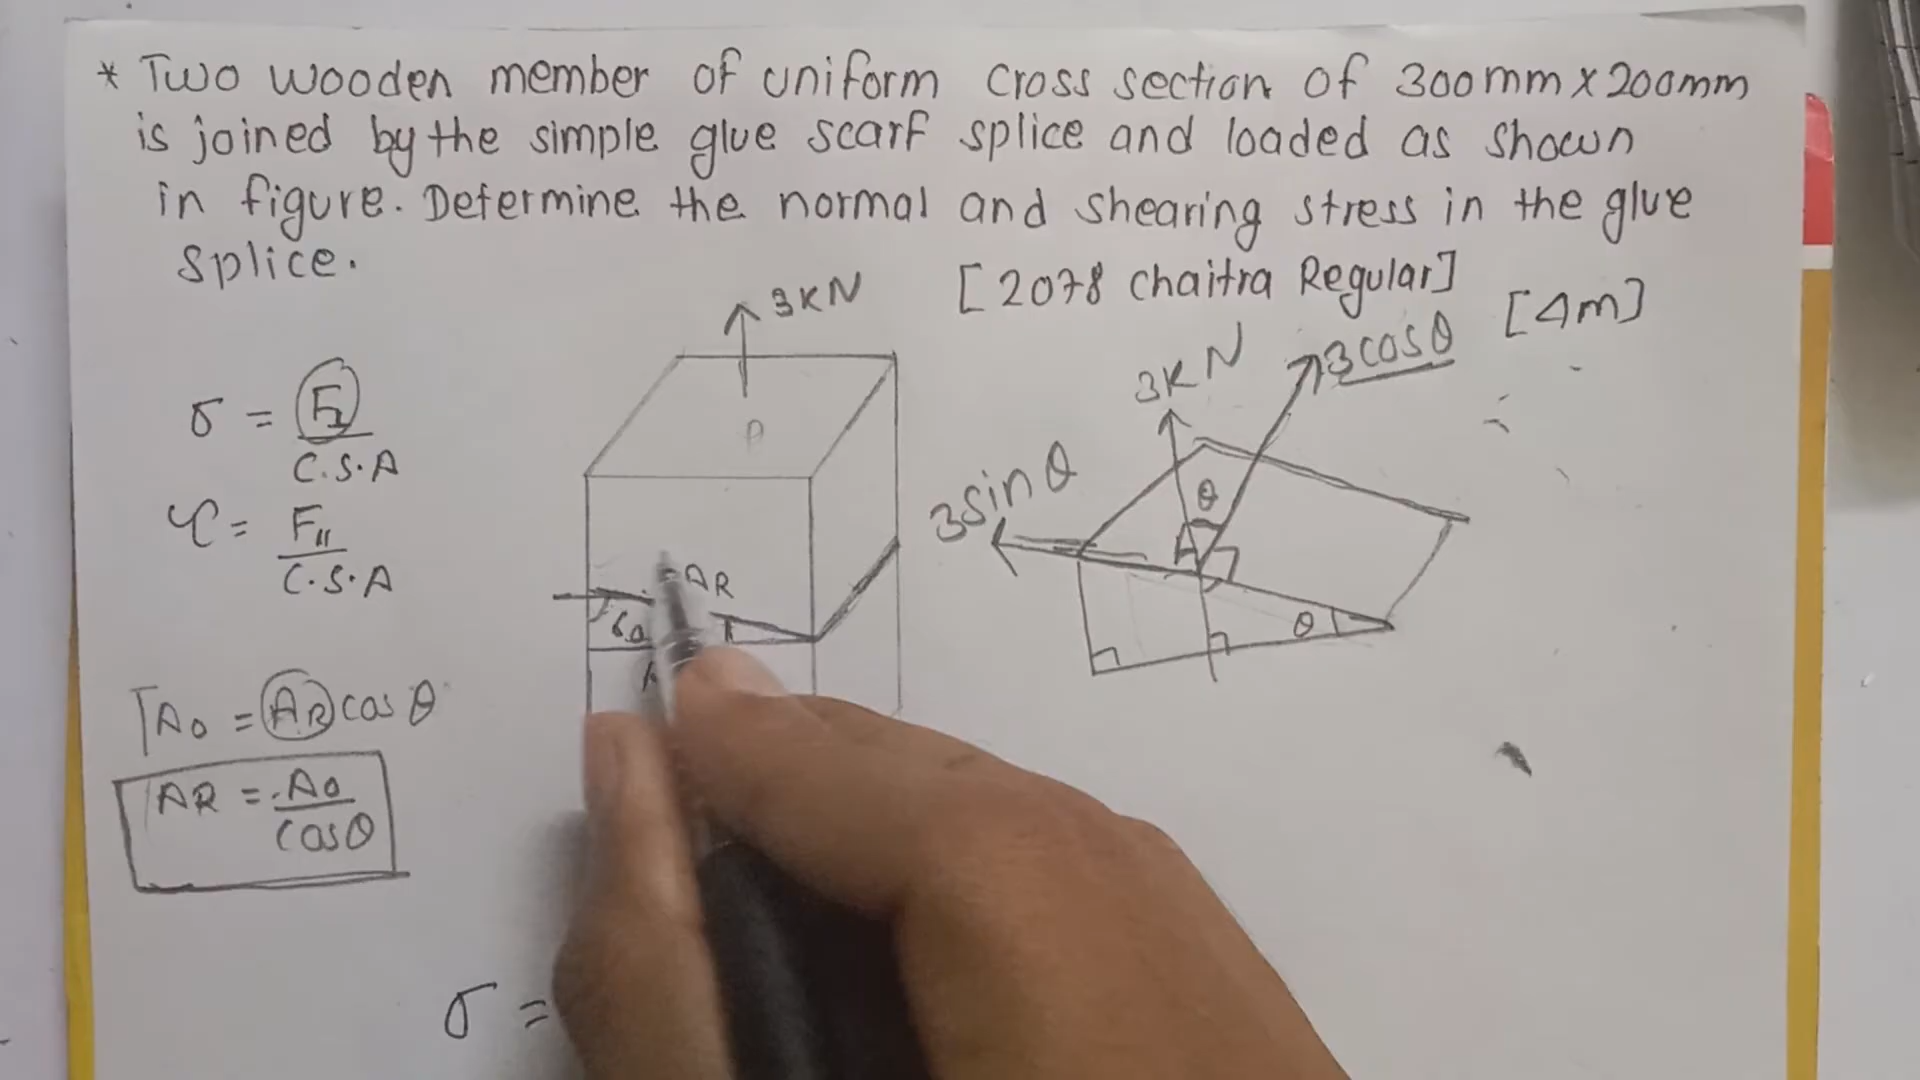 * Two wooden member of uniform cross section of 300mm x 200mm
is joined by the simple glue scarf splice and loaded as shown
in figure. Determine the normal and shearing stress in the glue
splice.
[2078 Chaitra Regular]
[4m]
3KN
3KN
3cosθ
σ = F⊥ / C.S.A
τ = F// / C.S.A
3sinθ
θ
A
AR
θ
A0 = AR cosθ
AR = A0 / cosθ
σ =